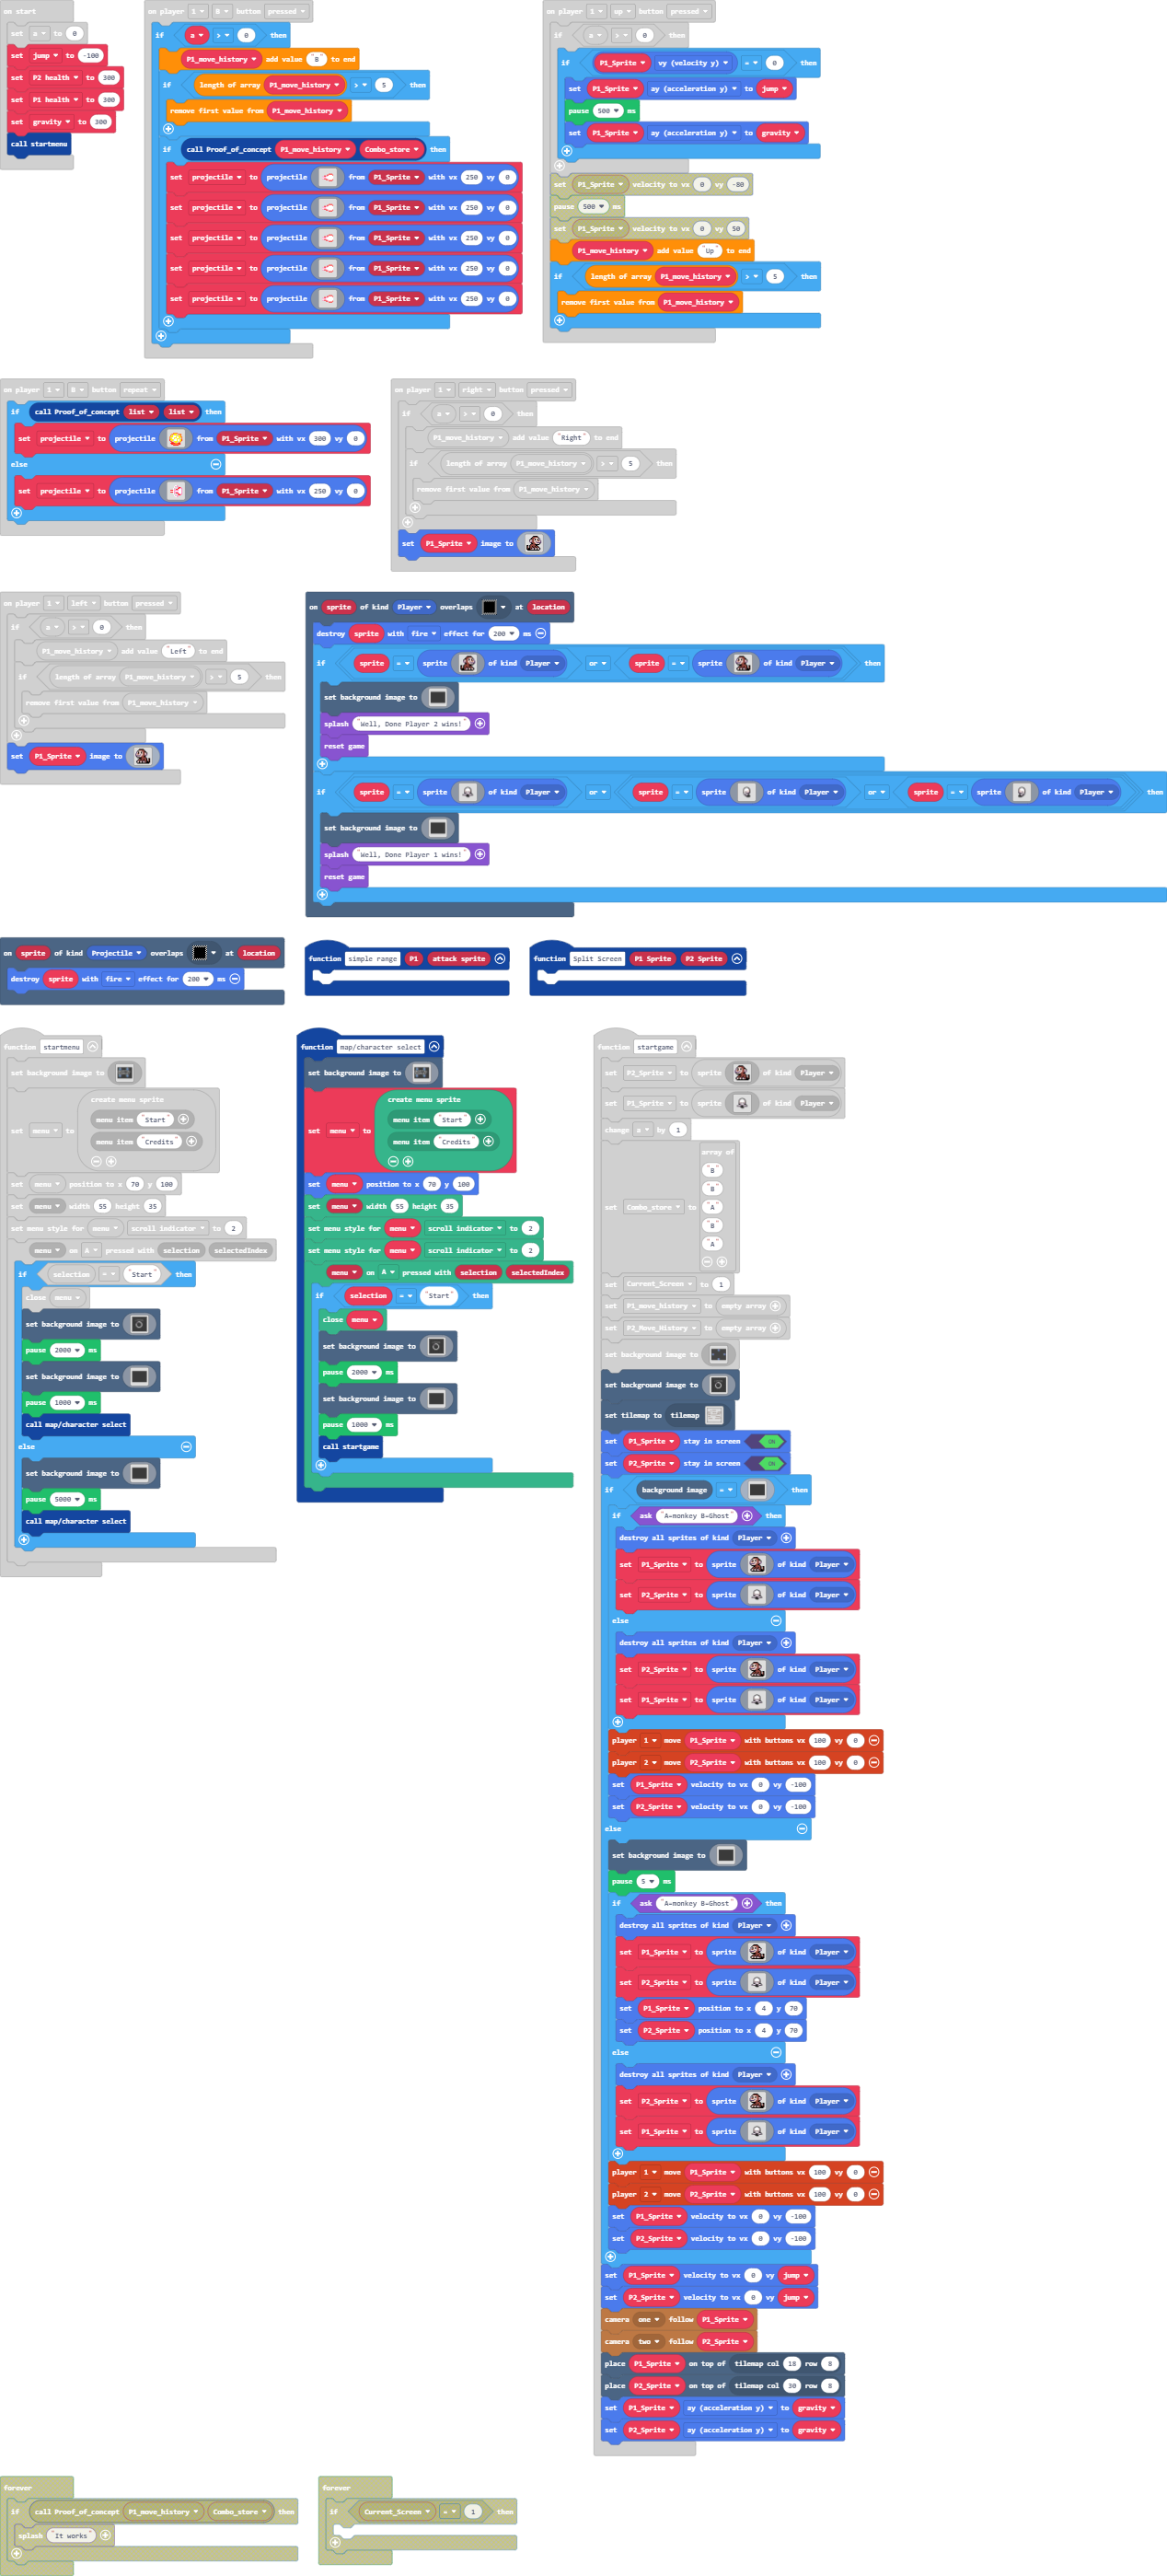 on start
set a to 0
set jump to -100
set P2 health to 300
set P1 health to 300
set gravity to 300
call startmenu
on player 1 B button pressed
if a > 0 then
P1_move_history add value "B" to end
if length of array P1_move_history > 5 then
remove first value from P1_move_history
if call Proof_of_concept P1_move_history Combo_store then
set projectile to projectile from P1_Sprite with vx 250 vy 0
set projectile to projectile from P1_Sprite with vx 250 vy 0
set projectile to projectile from P1_Sprite with vx 250 vy 0
set projectile to projectile from P1_Sprite with vx 250 vy 0
set projectile to projectile from P1_Sprite with vx 250 vy 0
on player 1 up button pressed
if a > 0 then
if P1_Sprite vy (velocity y) = 0 then
set P1_Sprite ay (acceleration y) to jump
pause 500 ms
set P1_Sprite ay (acceleration y) to gravity
set P1_Sprite velocity to vx 0 vy -80
pause 500 ms
set P1_Sprite velocity to vx 0 vy 50
P1_move_history add value "Up" to end
if length of array P1_move_history > 5 then
remove first value from P1_move_history
on player 1 B button repeat
if call Proof_of_concept list list then
set projectile to projectile from P1_Sprite with vx 300 vy 0
else
set projectile to projectile from P1_Sprite with vx 250 vy 0
on player 1 right button pressed
if a > 0 then
P1_move_history add value "Right" to end
if length of array P1_move_history > 5 then
remove first value from P1_move_history
set P1_Sprite image to
on player 1 left button pressed
if a > 0 then
P1_move_history add value "Left" to end
if length of array P1_move_history > 5 then
remove first value from P1_move_history
set P1_Sprite image to
on sprite of kind Player overlaps at location
destroy sprite with fire effect for 200 ms
if sprite = sprite of kind Player or sprite = sprite of kind Player then
set background image to
splash "Well, Done Player 2 wins!"
reset game
if sprite = sprite of kind Player or sprite = sprite of kind Player or sprite = sprite of kind Player then
set background image to
splash "Well, Done Player 1 wins!"
reset game
on sprite of kind Projectile overlaps at location
destroy sprite with fire effect for 200 ms
function simple range P1 attack sprite
function Split Screen P1 Sprite P2 Sprite
function startmenu
set background image to
create menu sprite
menu item "Start"
set menu to
menu item "Credits"
set menu position to x 70 y 100
set menu width 55 height 35
set menu style for menu scroll indicator to 2
menu on A pressed with selection selectedIndex
if selection = "Start" then
close menu
set background image to
pause 2000 ms
set background image to
pause 1000 ms
call map/character select
else
set background image to
pause 5000 ms
call map/character select
function map/character select
set background image to
create menu sprite
menu item "Start"
set menu to
menu item "Credits"
set menu position to x 70 y 100
set menu width 55 height 35
set menu style for menu scroll indicator to 2
set menu style for menu scroll indicator to 2
menu on A pressed with selection selectedIndex
if selection = "Start" then
close menu
set background image to
pause 2000 ms
set background image to
pause 1000 ms
call startgame
function startgame
set P2_Sprite to sprite of kind Player
set P1_Sprite to sprite of kind Player
change a by 1
array of
"B"
"B"
set Combo_store to "A"
"B"
"A"
set Current_Screen to 1
set P1_move_history to empty array
set P2_Move_History to empty array
set background image to
set background image to
set tilemap to tilemap
set P1_Sprite stay in screen ON
set P2_Sprite stay in screen ON
if background image = then
if ask "A=monkey B=Ghost" then
destroy all sprites of kind Player
set P1_Sprite to sprite of kind Player
set P2_Sprite to sprite of kind Player
else
destroy all sprites of kind Player
set P2_Sprite to sprite of kind Player
set P1_Sprite to sprite of kind Player
player 1 move P1_Sprite with buttons vx 100 vy 0
player 2 move P2_Sprite with buttons vx 100 vy 0
set P1_Sprite velocity to vx 0 vy -100
set P2_Sprite velocity to vx 0 vy -100
else
set background image to
pause 5 ms
if ask "A=monkey B=Ghost" then
destroy all sprites of kind Player
set P1_Sprite to sprite of kind Player
set P2_Sprite to sprite of kind Player
set P1_Sprite position to x 4 y 70
set P2_Sprite position to x 4 y 70
else
destroy all sprites of kind Player
set P2_Sprite to sprite of kind Player
set P1_Sprite to sprite of kind Player
player 1 move P1_Sprite with buttons vx 100 vy 0
player 2 move P2_Sprite with buttons vx 100 vy 0
set P1_Sprite velocity to vx 0 vy -100
set P2_Sprite velocity to vx 0 vy -100
set P1_Sprite velocity to vx 0 vy jump
set P2_Sprite velocity to vx 0 vy jump
camera one follow P1_Sprite
camera two follow P2_Sprite
place P1_Sprite on top of tilemap col 18 row 8
place P2_Sprite on top of tilemap col 30 row 8
set P1_Sprite ay (acceleration y) to gravity
set P2_Sprite ay (acceleration y) to gravity
forever
if call Proof_of_concept P1_move_history Combo_store then
splash "It works"
forever
if Current_Screen = 1 then